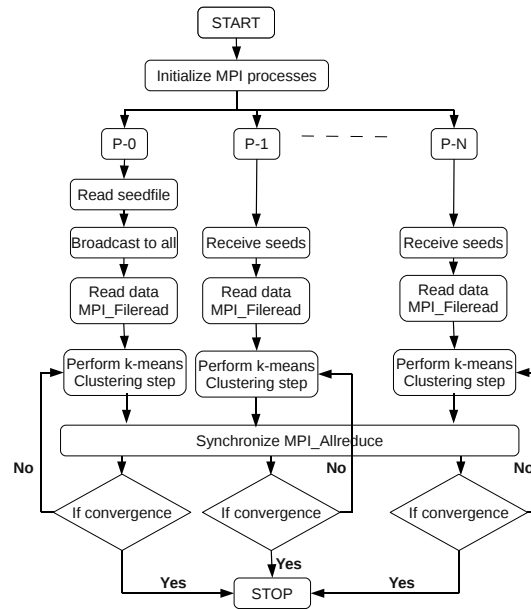 START
Initialize MPI processes
P-0
P-1
P-N
Read seedfile
Broadcast to all
Receive seeds
Receive seeds
Read data
MPI_Fileread
Read data
MPI_Fileread
Read data
MPI_Fileread
Perform k-means
Clustering step
Perform k-means
Clustering step
Perform k-means
Clustering step
Synchronize MPI_Allreduce
No
No
No
If convergence
If convergence
If convergence
Yes
Yes
Yes
STOP